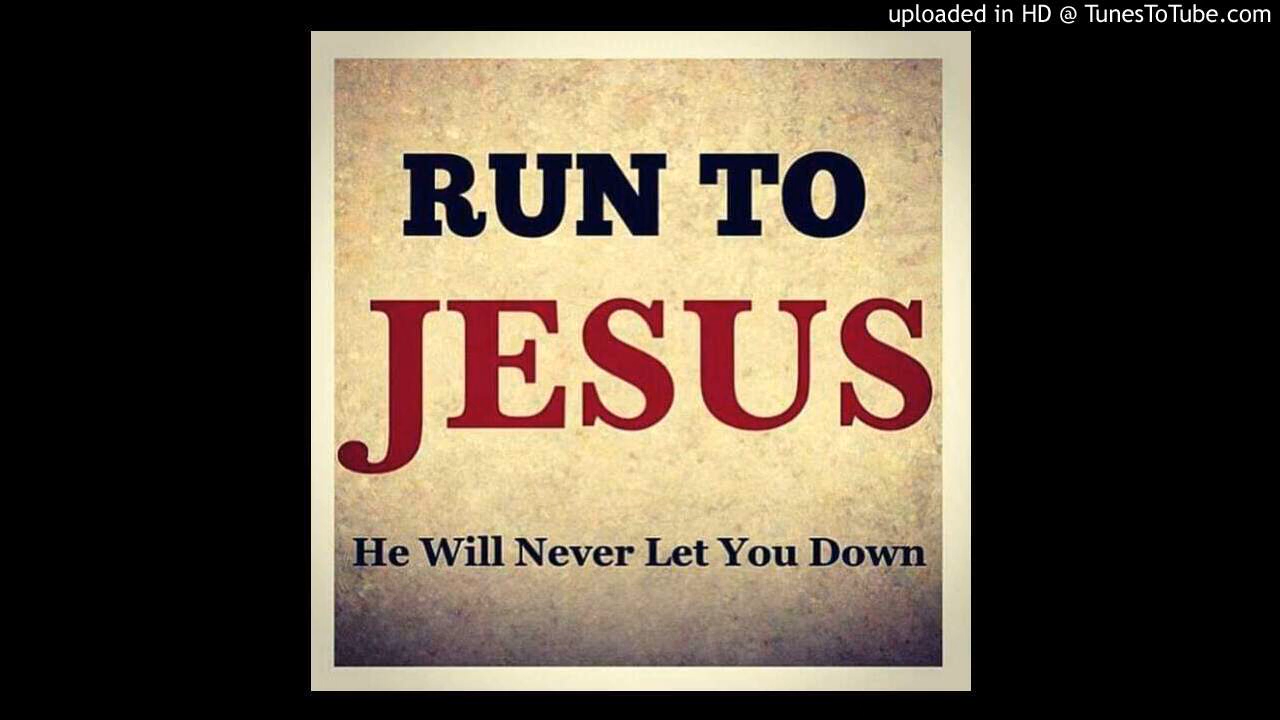 uploaded in HD @ TunesToTube.com
RUN TO
JESUS
He Will Never Let You Down